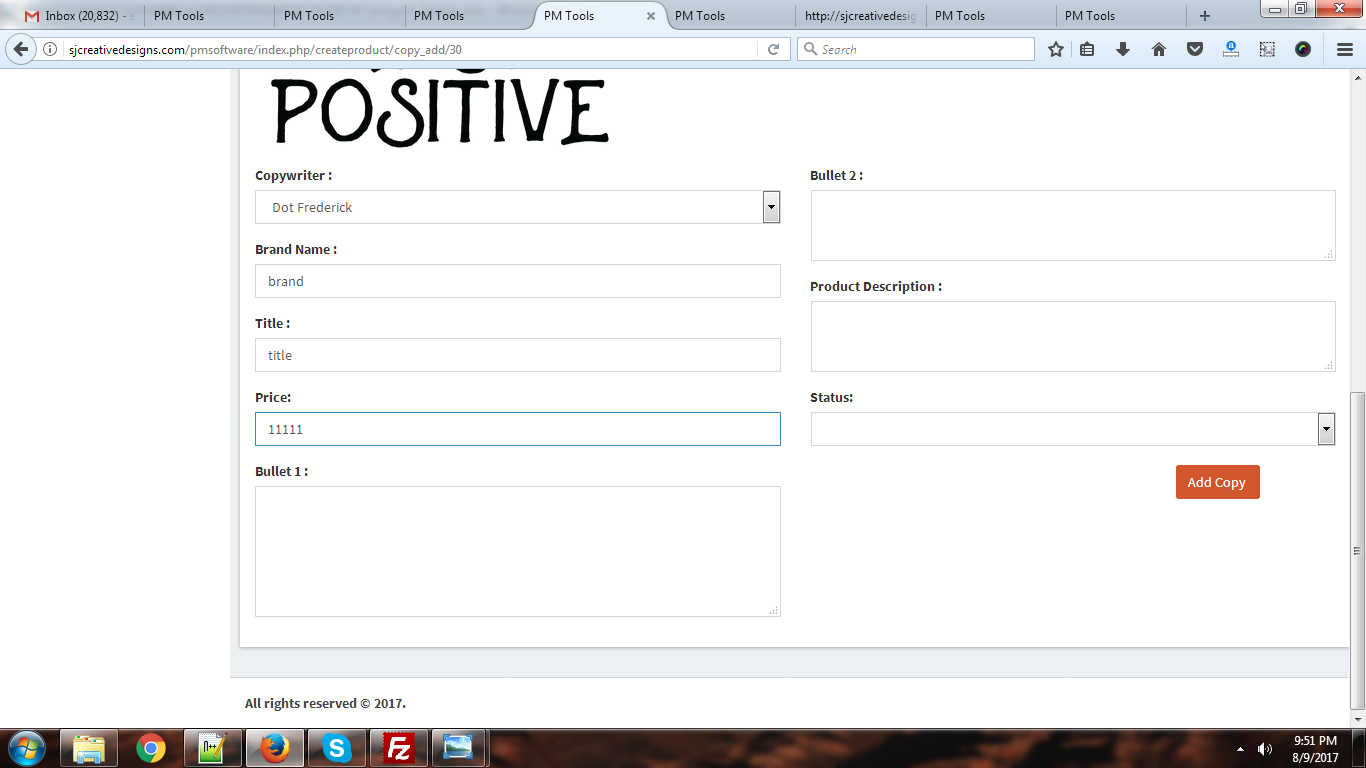 Inbox (20,832) - s
PM Tools
PM Tools
PM Tools
PM Tools
PM Tools
http://sjcreativedesig
PM Tools
PM Tools
sjcreativedesigns.com/pmsoftware/index.php/createproduct/copy_add/30
Search
POSITIVE
Copywriter :
Dot Frederick
Brand Name :
brand
Title :
title
Price:
11111
Bullet 1 :
Bullet 2 :
Product Description :
Status:
Add Copy
All rights reserved © 2017.
9:51 PM
8/9/2017